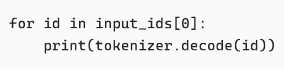 for id in input_ids[0]:
    print(tokenizer.decode(id))